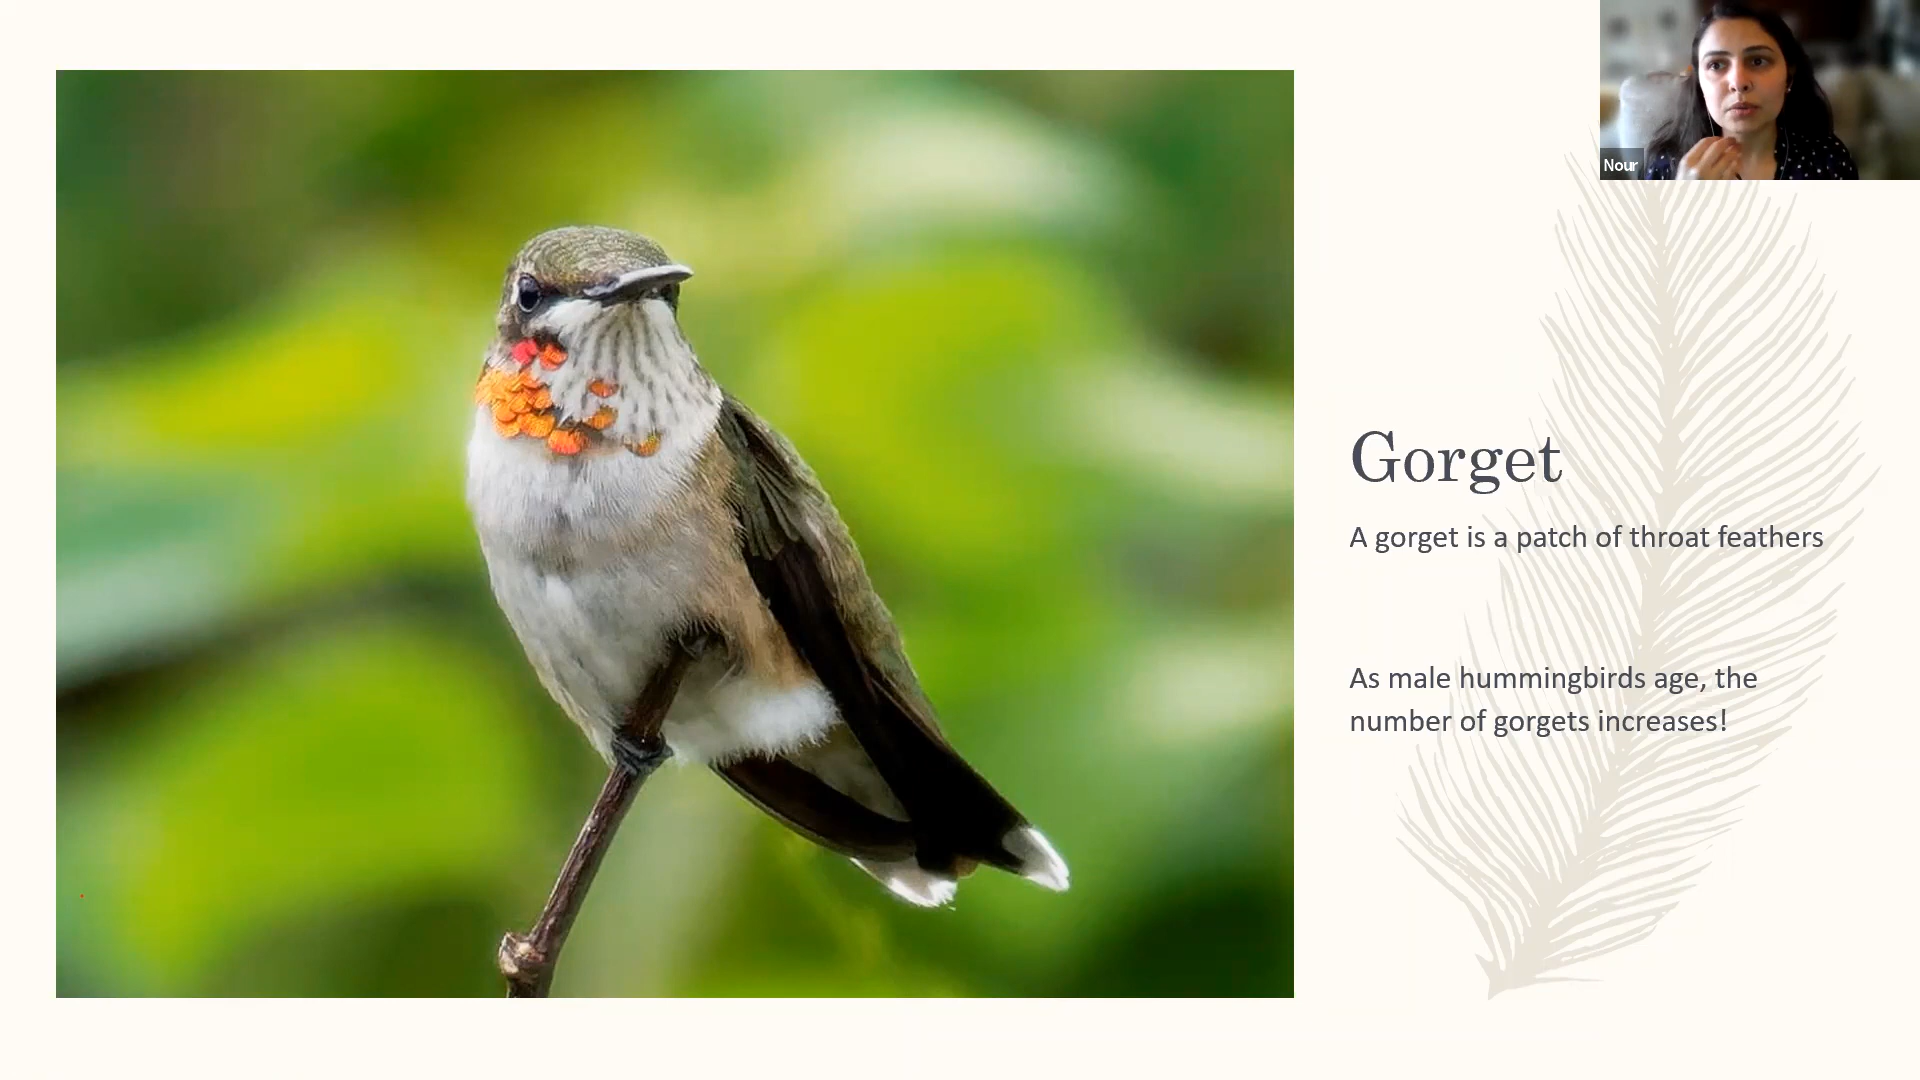 Nour
Gorget
A gorget is a patch of throat feathers
As male hummingbirds age, the
number of gorgets increases!